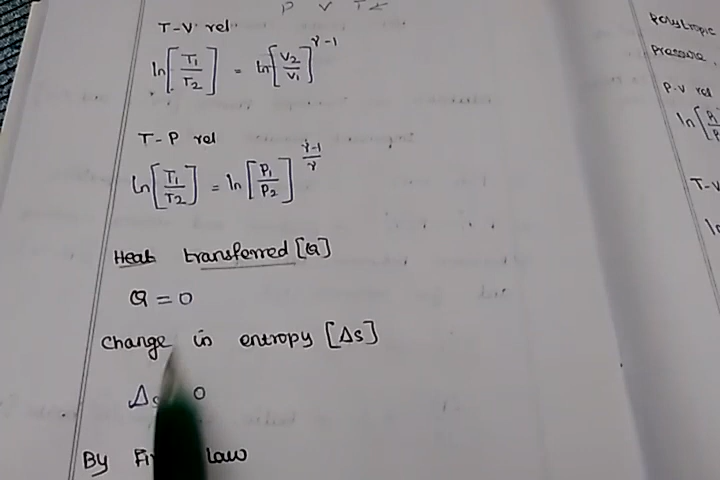 P V T
T-V rel
ln[T₁/T₂] = ln[V₂/V₁]^γ-1
T-P rel
ln[T₁/T₂] = ln[P₁/P₂]^γ-1/γ
Heat transferred [Q]
Q = 0
Change in entropy [Δs]
Δ 0
By law
Polytropic
Pressure,
P-V rel
ln[P
T-V